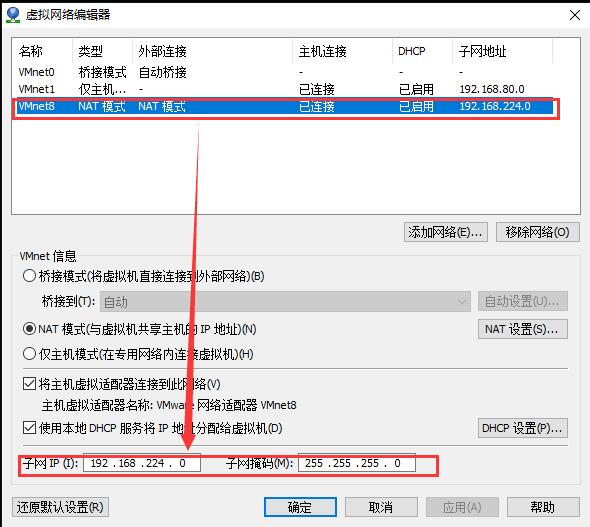 虚拟网络编辑器
名称 类型 外部连接 主机连接 DHCP 子网地址
VMnet0 桥接模式 自动桥接 - - -
VMnet1 仅主机... - 已连接 已启用 192.168.80.0
VMnet8 NAT 模式 NAT 模式 已连接 已启用 192.168.224.0
添加网络(E)... 移除网络(O)
VMnet 信息
桥接模式(将虚拟机直接连接到外部网络)(B)
桥接到(T): 自动 自动设置(U)...
NAT 模式(与虚拟机共享主机的 IP 地址)(N) NAT 设置(S)...
仅主机模式(在专用网络内连接虚拟机)(H)
将主机虚拟适配器连接到此网络(V)
主机虚拟适配器名称: VMware 网络适配器 VMnet8
使用本地 DHCP 服务将 IP 地址分配给虚拟机(D) DHCP 设置(P)...
子网 IP (I): 192 .168 .224 . 0 子网掩码(M): 255 .255 .255 . 0
还原默认设置(R) 确定 取消 应用(A) 帮助